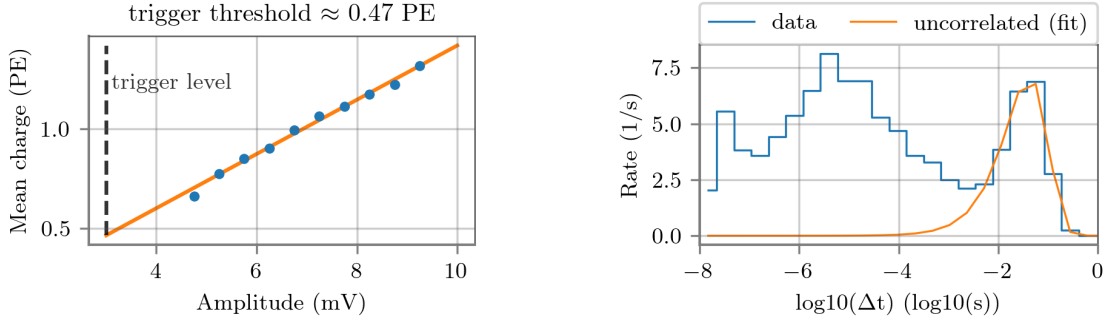 trigger threshold ≈ 0.47 PE
Mean charge (PE)
1.0
0.5
trigger level
4 6 8 10
Amplitude (mV)
data uncorrelated (fit)
Rate (1/s)
7.5
5.0
2.5
0.0
−8 −6 −4 −2 0
log10(Δt) (log10(s))